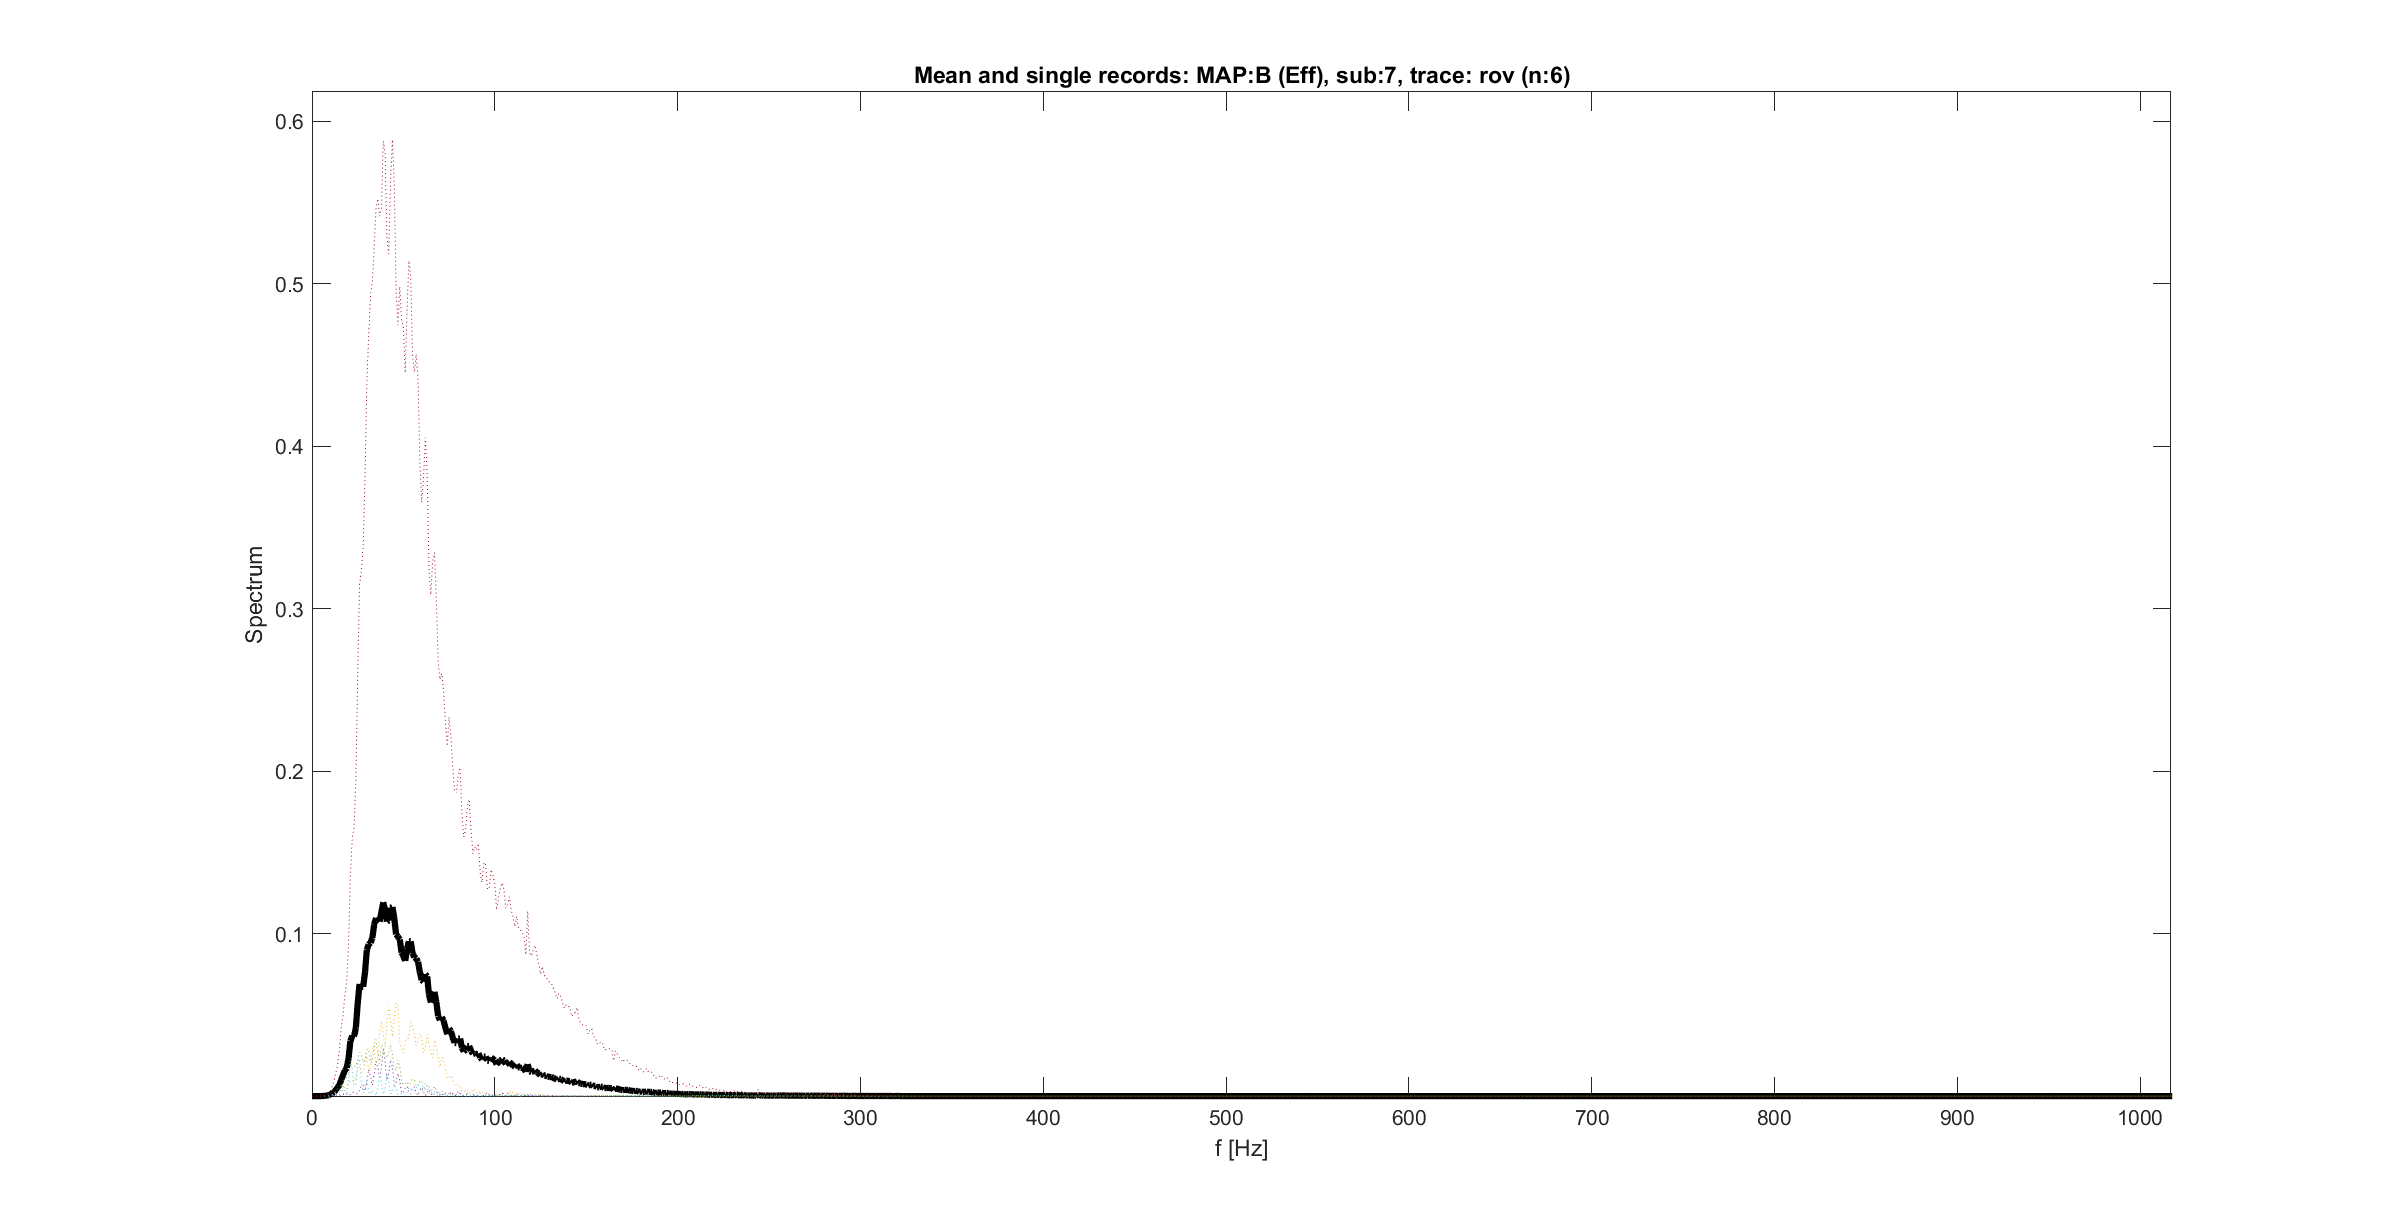 Mean and single records: MAP:B (Eff), sub:7, trace: rov (n:6)
0.6
0.5
0.4
0.3
0.2
0.1
Spectrum
0 100 200 300 400 500 600 700 800 900 1000
f [Hz]